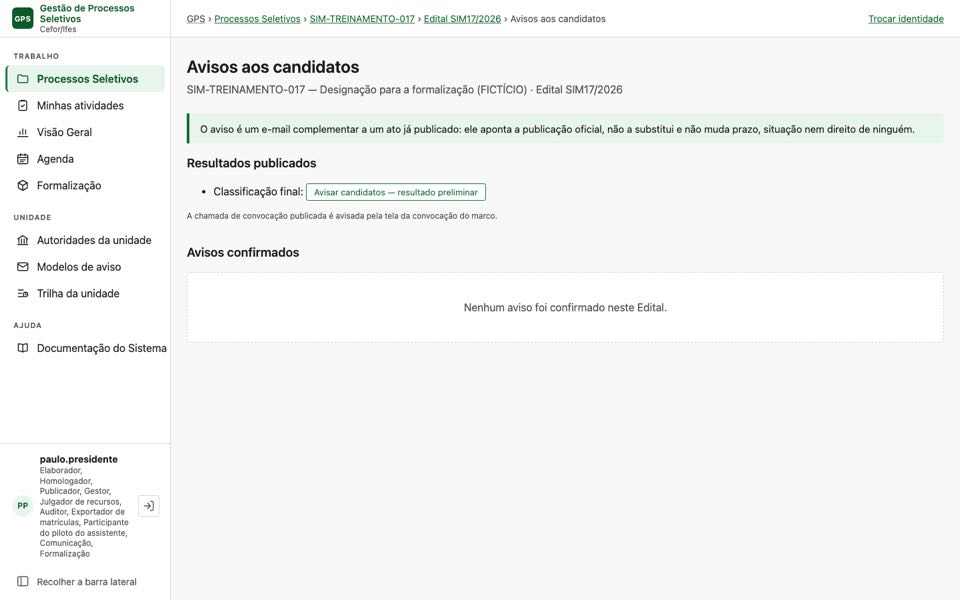 GPS
Gestão de Processos
Seletivos
Cefor/Ifes
GPS › Processos Seletivos › SIM-TREINAMENTO-017 › Edital SIM17/2026 › Avisos aos candidatos
Trocar identidade
TRABALHO
Processos Seletivos
Minhas atividades
Visão Geral
Agenda
Formalização
UNIDADE
Autoridades da unidade
Modelos de aviso
Trilha da unidade
AJUDA
Documentação do Sistema
Avisos aos candidatos
SIM-TREINAMENTO-017 — Designação para a formalização (FICTÍCIO) · Edital SIM17/2026
O aviso é um e-mail complementar a um ato já publicado: ele aponta a publicação oficial, não a substitui e não muda prazo, situação nem direito de ninguém.
Resultados publicados
• Classificação final: Avisar candidatos — resultado preliminar
A chamada de convocação publicada é avisada pela tela da convocação do marco.
Avisos confirmados
Nenhum aviso foi confirmado neste Edital.
PP
paulo.presidente
Elaborador,
Homologador,
Publicador, Gestor,
Julgador de recursos,
Auditor, Exportador de
matrículas, Participante
do piloto do assistente,
Comunicação,
Formalização
Recolher a barra lateral